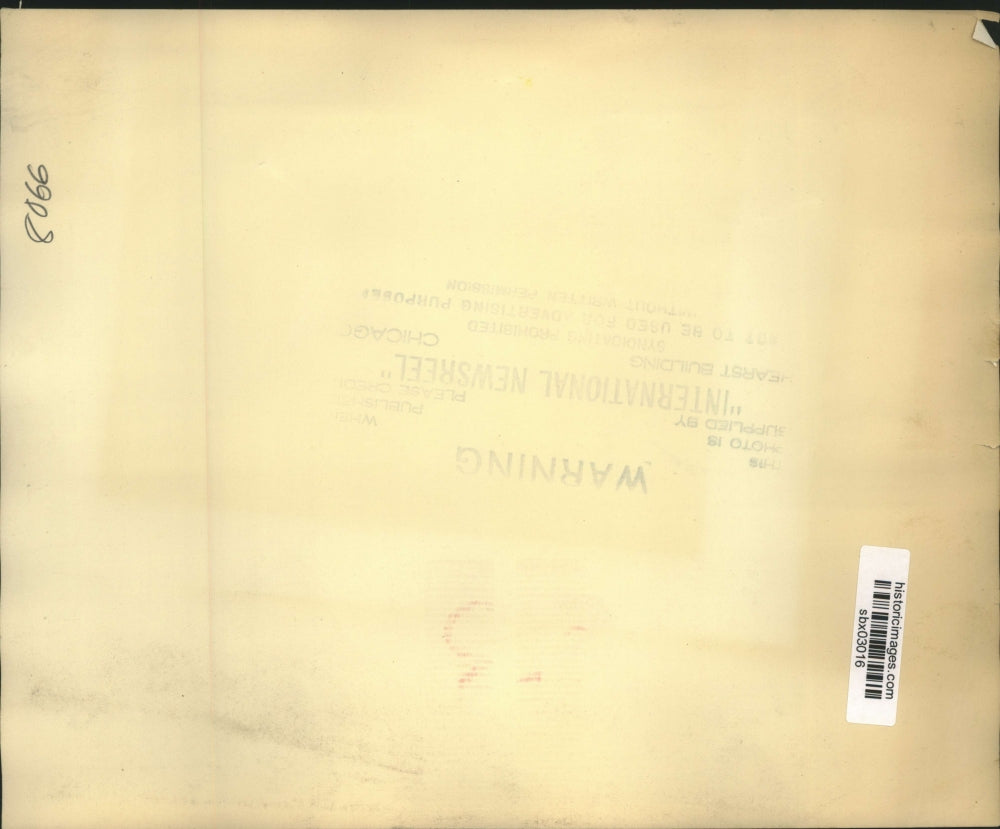 8066
WARNING
THIS
PHOTO IS
SUPPLIED BY
WHEN
PUBLISHED
PLEASE CREDIT
"INTERNATIONAL NEWSREEL"
HEARST BUILDING CHICAGO
SYNDICATING PROHIBITED
NOT TO BE USED FOR ADVERTISING PURPOSES
WITHOUT WRITTEN PERMISSION
historicimages.com
sbx03016